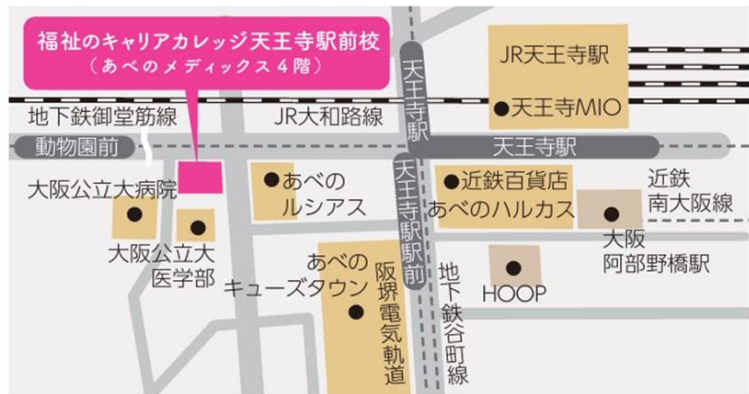 福祉のキャリアカレッジ天王寺駅前校
（あべのメディックス４階）
JR天王寺駅
天王寺駅
天王寺MIO
地下鉄御堂筋線
JR大和路線
動物園前
天王寺駅
大阪公立大病院
あべの
ルシアス
天王寺駅駅前
近鉄百貨店
あべのハルカス
近鉄
南大阪線
大阪公立大
医学部
大阪
阿部野橋駅
あべの
キューズタウン
阪堺電気軌道
地下鉄谷町線
HOOP